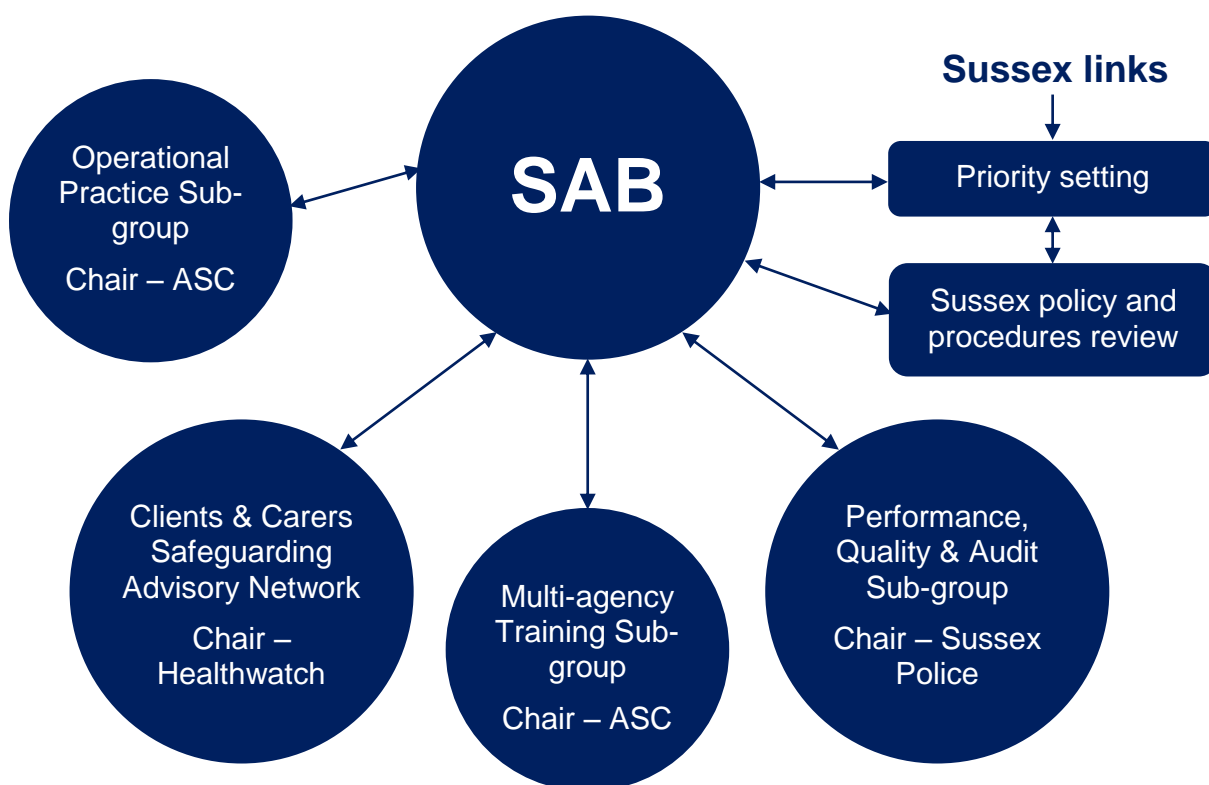 Sussex links
SAB
Operational
Practice Sub-
group
Chair – ASC
Priority setting
Sussex policy and
procedures review
Clients & Carers
Safeguarding
Advisory Network
Chair –
Healthwatch
Multi-agency
Training Sub-
group
Chair – ASC
Performance,
Quality & Audit
Sub-group
Chair – Sussex
Police